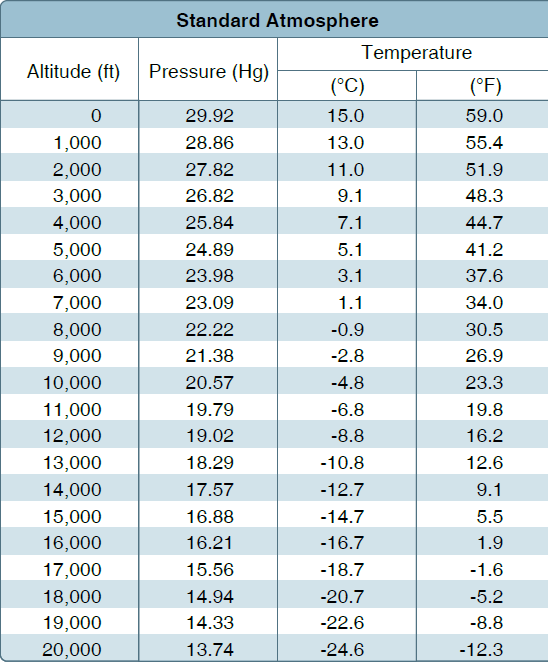 Standard Atmosphere
Altitude (ft) Pressure (Hg) Temperature
(°C) (°F)
0 29.92 15.0 59.0
1,000 28.86 13.0 55.4
2,000 27.82 11.0 51.9
3,000 26.82 9.1 48.3
4,000 25.84 7.1 44.7
5,000 24.89 5.1 41.2
6,000 23.98 3.1 37.6
7,000 23.09 1.1 34.0
8,000 22.22 -0.9 30.5
9,000 21.38 -2.8 26.9
10,000 20.57 -4.8 23.3
11,000 19.79 -6.8 19.8
12,000 19.02 -8.8 16.2
13,000 18.29 -10.8 12.6
14,000 17.57 -12.7 9.1
15,000 16.88 -14.7 5.5
16,000 16.21 -16.7 1.9
17,000 15.56 -18.7 -1.6
18,000 14.94 -20.7 -5.2
19,000 14.33 -22.6 -8.8
20,000 13.74 -24.6 -12.3